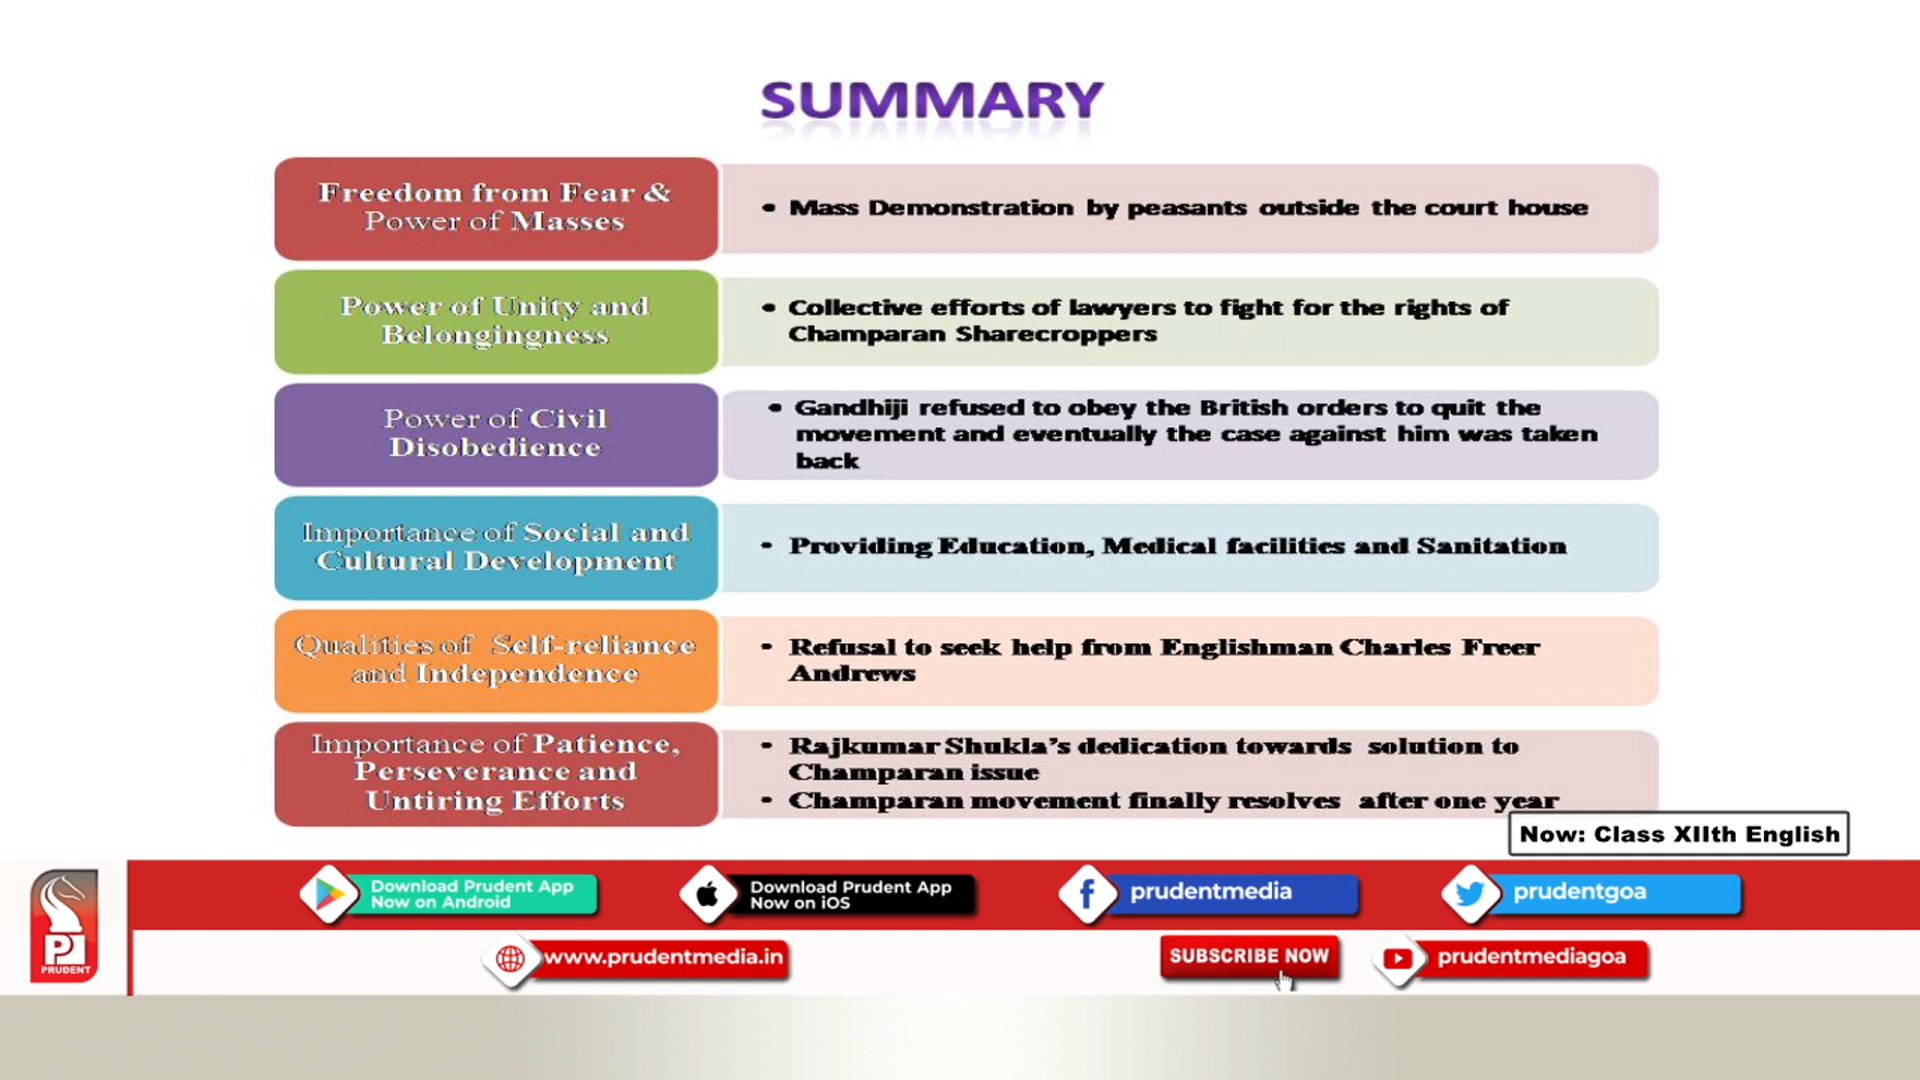 SUMMARY
Freedom from Fear &
Power of Masses
• Mass Demonstration by peasants outside the court house
Power of Unity and
Belongingness
• Collective efforts of lawyers to fight for the rights of
Champaran Sharecroppers
Power of Civil
Disobedience
• Gandhiji refused to obey the British orders to quit the
movement and eventually the case against him was taken
back
Importance of Social and
Cultural Development
• Providing Education, Medical facilities and Sanitation
Qualities of Self-reliance
and Independence
• Refusal to seek help from Englishman Charles Freer
Andrews
Importance of Patience,
Perseverance and
Untiring Efforts
• Rajkumar Shukla's dedication towards solution to
Champaran issue
• Champaran movement finally resolves after one year
Now: Class XIIth English
Download Prudent App
Now on Android
Download Prudent App
Now on iOS
prudentmedia
prudentgoa
PRUDENT
www.prudentmedia.in
SUBSCRIBE NOW
prudentmediagoa